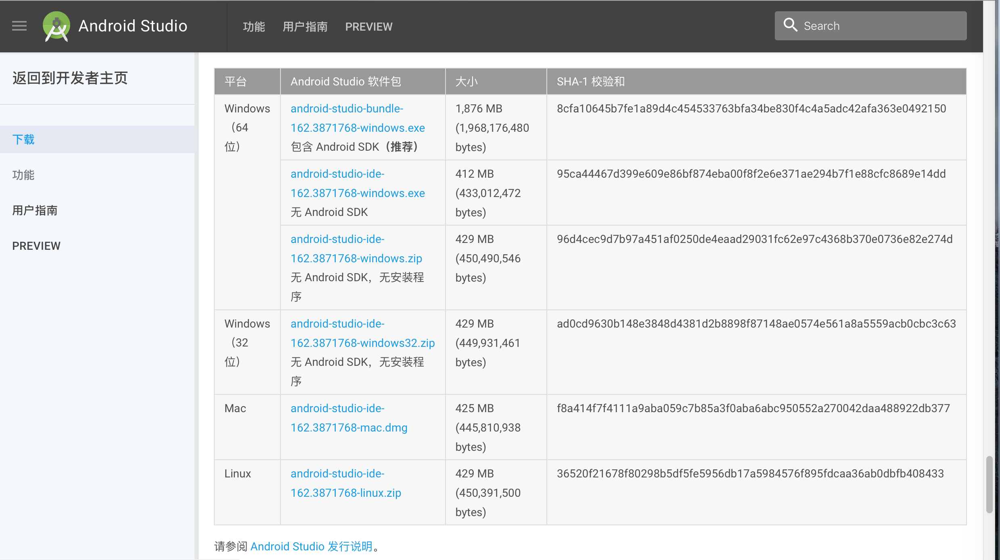 Android Studio
功能
用户指南
PREVIEW
Search
返回到开发者主页
下载
功能
用户指南
PREVIEW
平台
Android Studio 软件包
大小
SHA-1 校验和
Windows
（64
位）
android-studio-bundle-
162.3871768-windows.exe
包含 Android SDK（推荐）
1,876 MB
(1,968,176,480
bytes)
8cfa10645b7fe1a89d4c454533763bfa34be830f4c4a5adc42afa363e0492150
android-studio-ide-
162.3871768-windows.exe
无 Android SDK
412 MB
(433,012,472
bytes)
95ca44467d399e609e86bf874eba00f8f2e6e371ae294b7f1e88cfc8689e14dd
android-studio-ide-
162.3871768-windows.zip
无 Android SDK，无安装程
序
429 MB
(450,490,546
bytes)
96d4cec9d7b97a451af0250de4eaad29031fc62e97c4368b370e0736e82e274d
Windows
（32
位）
android-studio-ide-
162.3871768-windows32.zip
无 Android SDK，无安装程
序
429 MB
(449,931,461
bytes)
ad0cd9630b148e3848d4381d2b8898f87148ae0574e561a8a5559acb0cbc3c63
Mac
android-studio-ide-
162.3871768-mac.dmg
425 MB
(445,810,938
bytes)
f8a414f7f4111a9aba059c7b85a3f0aba6abc950552a270042daa488922db377
Linux
android-studio-ide-
162.3871768-linux.zip
429 MB
(450,391,500
bytes)
36520f21678f80298b5df5fe5956db17a5984576f895fdcaa36ab0dbfb408433
请参阅 Android Studio 发行说明。